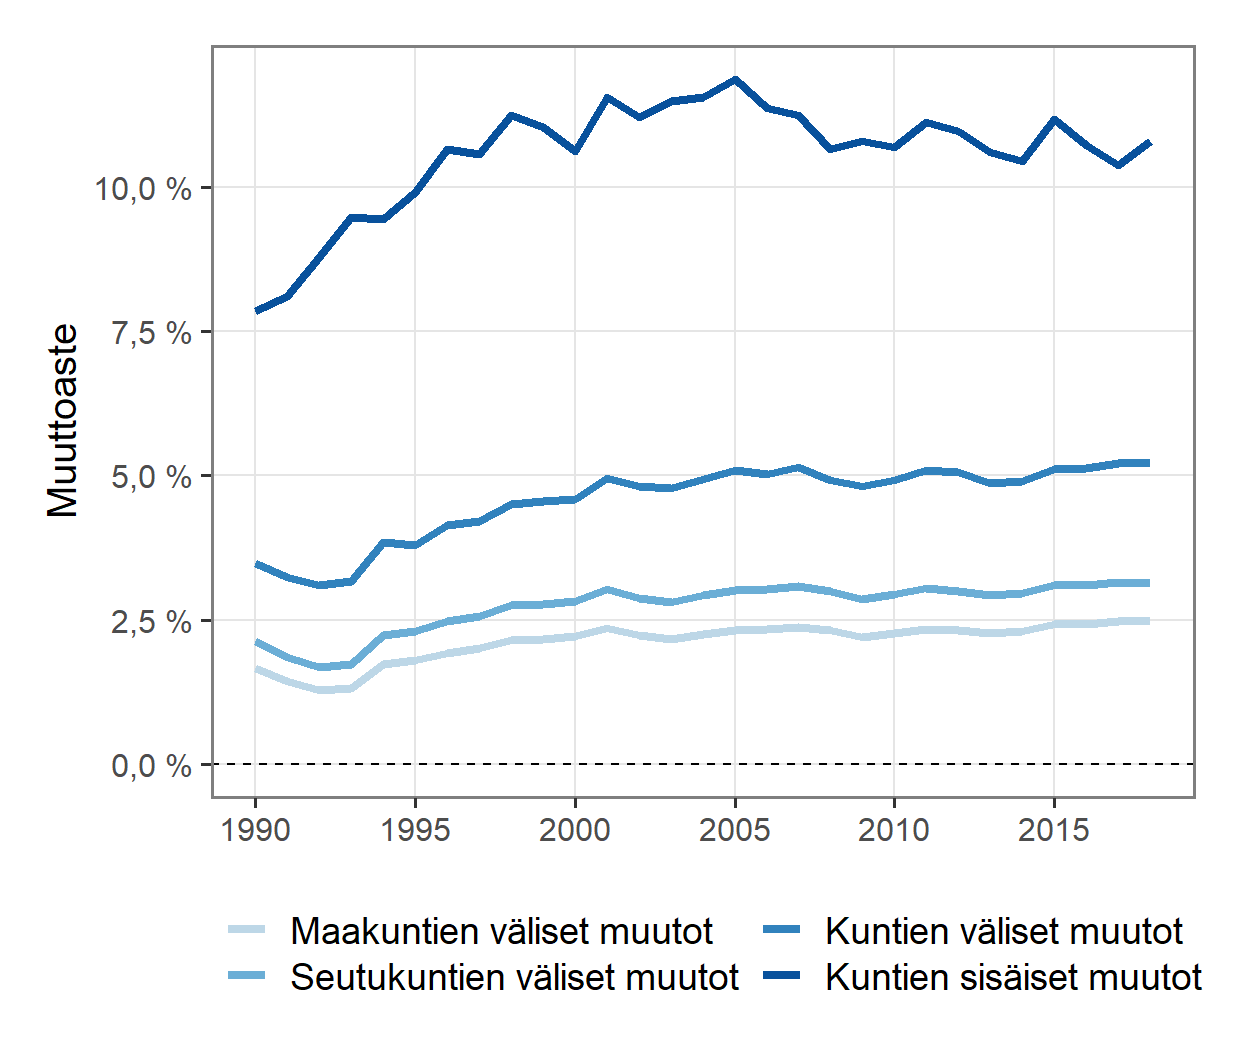 Muuttoaste
10,0 %
7,5 %
5,0 %
2,5 %
0,0 %
1990 1995 2000 2005 2010 2015
Maakuntien väliset muutot Kuntien väliset muutot
Seutukuntien väliset muutot Kuntien sisäiset muutot